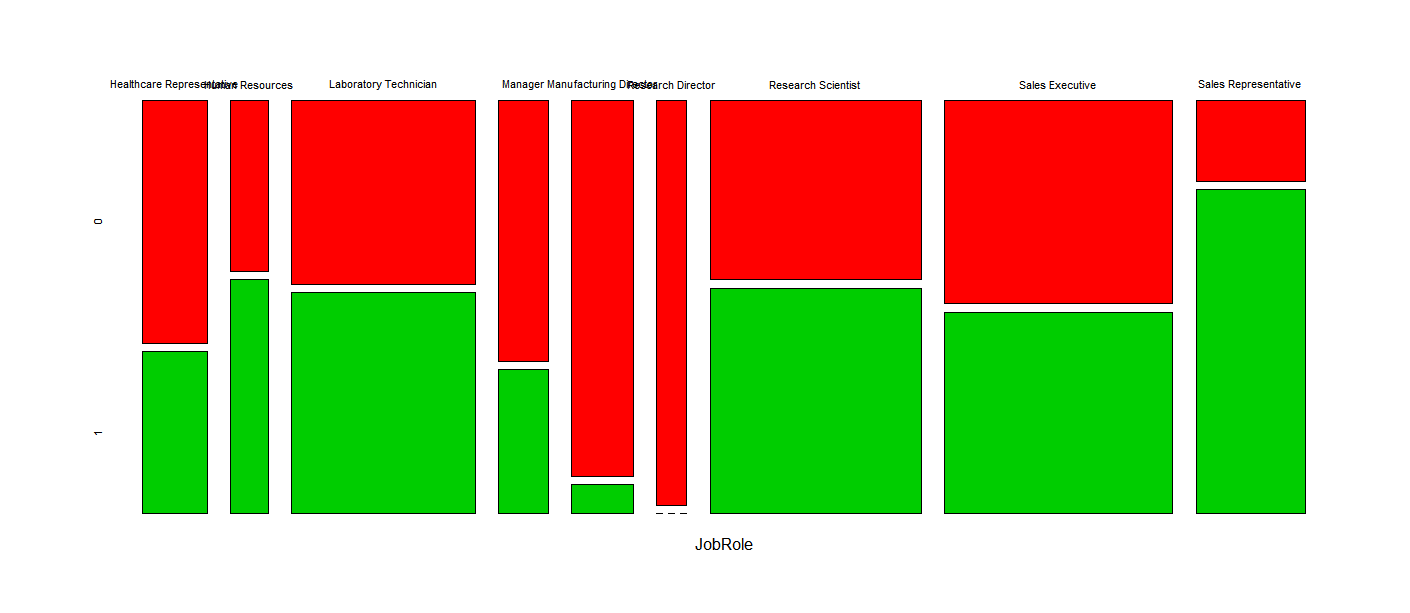 Healthcare Representative
Human Resources
Laboratory Technician
Manager
Manufacturing Director
Research Director
Research Scientist
Sales Executive
Sales Representative
0
1
JobRole